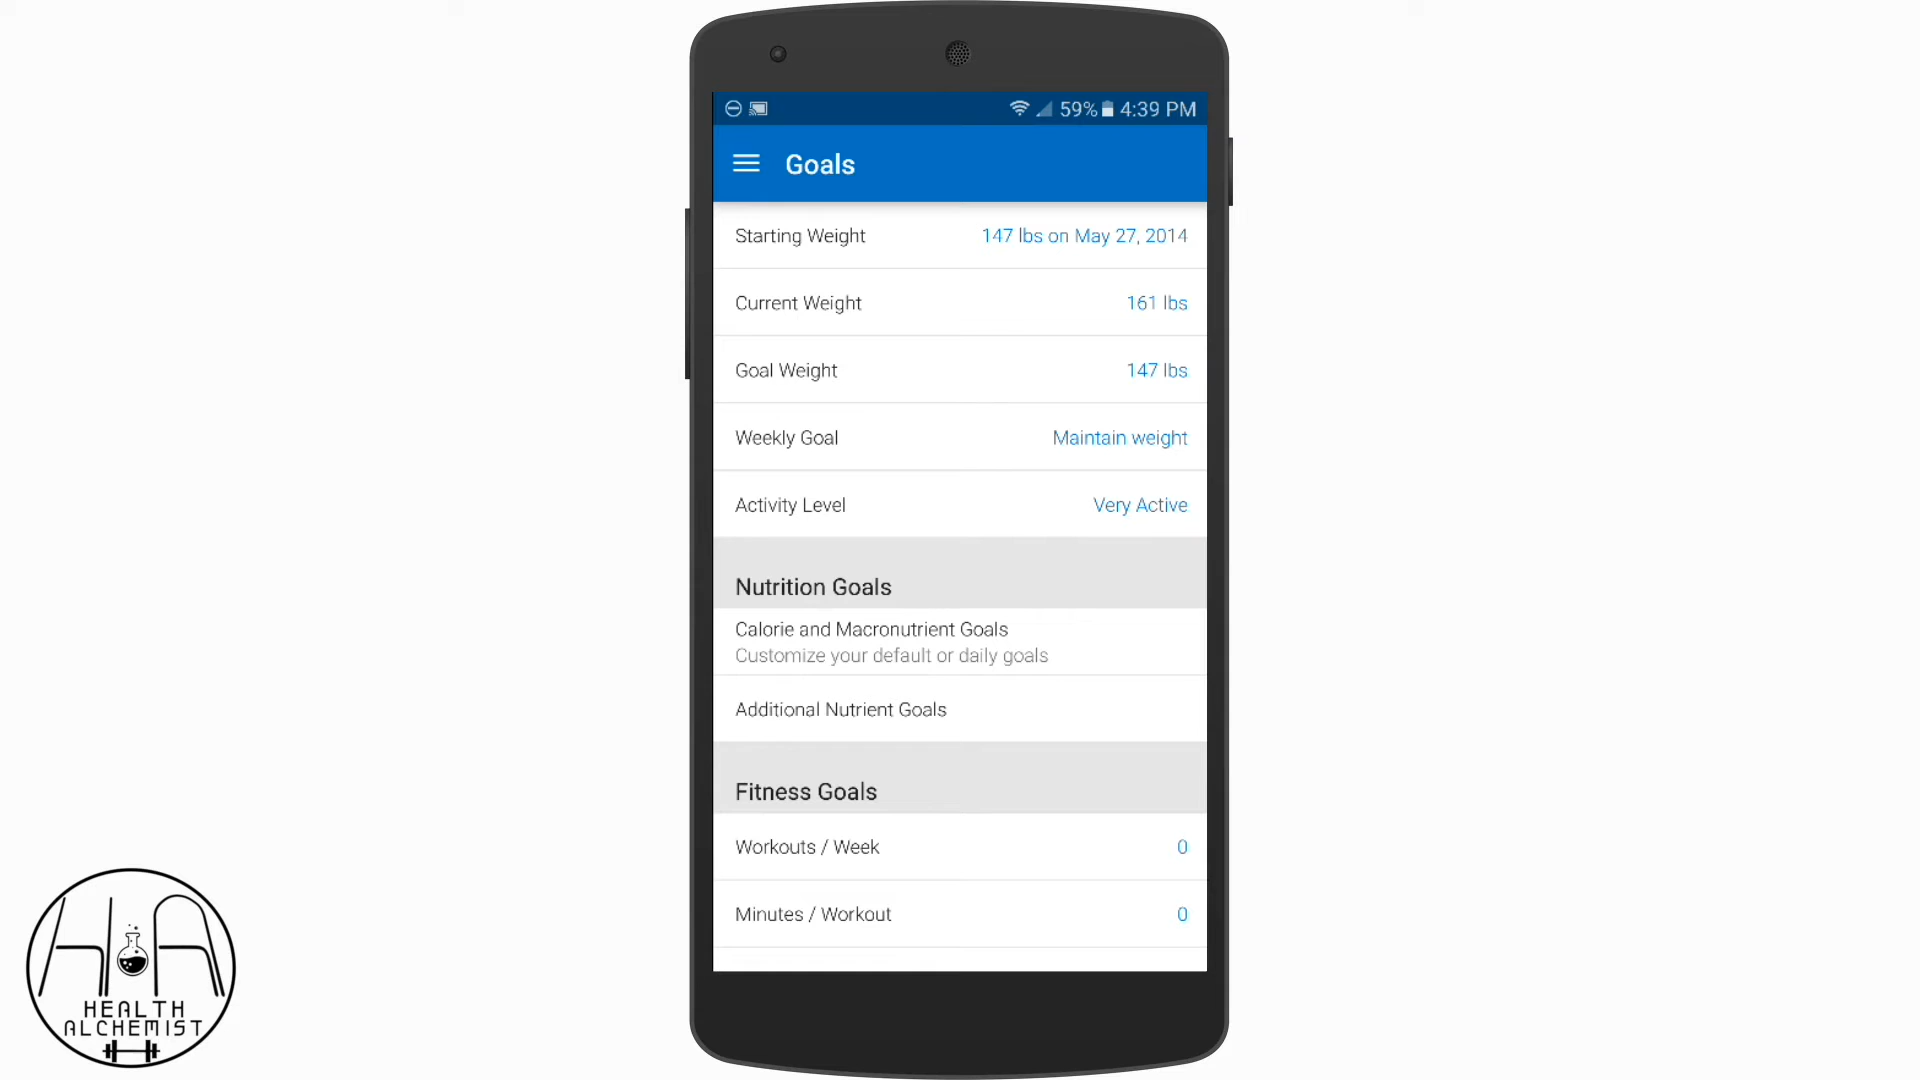 59% 4:39 PM
Goals
Starting Weight 147 lbs on May 27, 2014
Current Weight 161 lbs
Goal Weight 147 lbs
Weekly Goal Maintain weight
Activity Level Very Active
Nutrition Goals
Calorie and Macronutrient Goals
Customize your default or daily goals
Additional Nutrient Goals
Fitness Goals
Workouts / Week 0
Minutes / Workout 0
HA
HEALTH
ALCHEMIST